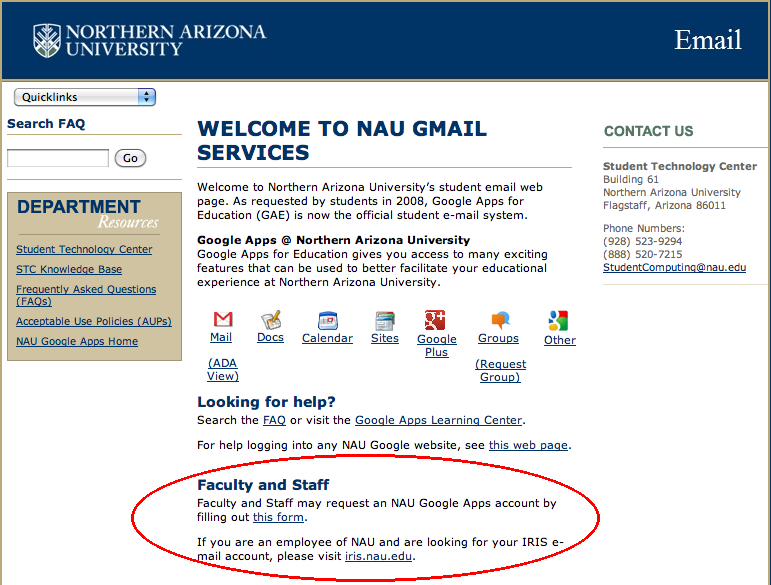 NORTHERN ARIZONA
UNIVERSITY
Email
Quicklinks
Search FAQ
Go
DEPARTMENT
Resources
Student Technology Center
STC Knowledge Base
Frequently Asked Questions
(FAQs)
Acceptable Use Policies (AUPs)
NAU Google Apps Home
WELCOME TO NAU GMAIL
SERVICES
Welcome to Northern Arizona University's student email web
page. As requested by students in 2008, Google Apps for
Education (GAE) is now the official student e-mail system.
Google Apps @ Northern Arizona University
Google Apps for Education gives you access to many exciting
features that can be used to better facilitate your educational
experience at Northern Arizona University.
Mail
(ADA
View)
Docs
Calendar
Sites
Google
Plus
Groups
(Request
Group)
Other
Looking for help?
Search the FAQ or visit the Google Apps Learning Center.
For help logging into any NAU Google website, see this web page.
Faculty and Staff
Faculty and Staff may request an NAU Google Apps account by
filling out this form.
If you are an employee of NAU and are looking for your IRIS e-
mail account, please visit iris.nau.edu.
CONTACT US
Student Technology Center
Building 61
Northern Arizona University
Flagstaff, Arizona 86011
Phone Numbers:
(928) 523-9294
(888) 520-7215
StudentComputing@nau.edu